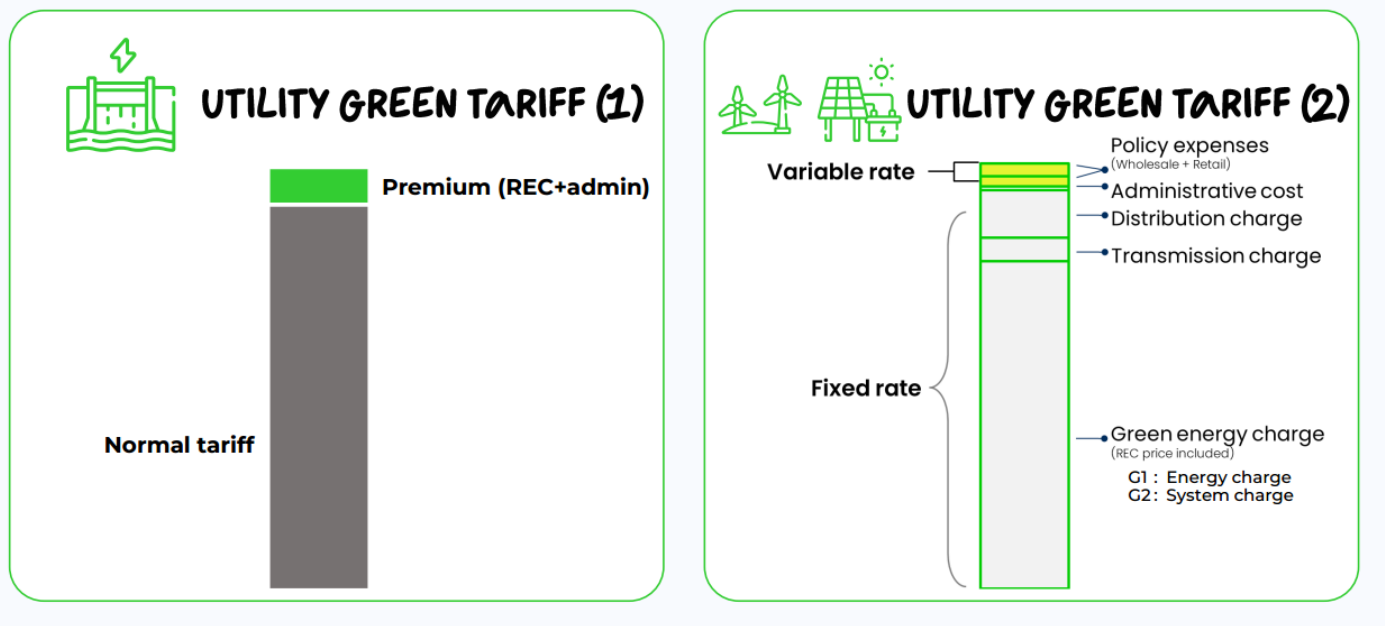 UTILITY GREEN TARIFF (1)
Premium (REC+admin)
Normal tariff
UTILITY GREEN TARIFF (2)
Variable rate
Policy expenses
(Wholesale + Retail)
Administrative cost
Distribution charge
Transmission charge
Fixed rate
Green energy charge
(REC price included)
G1 : Energy charge
G2: System charge